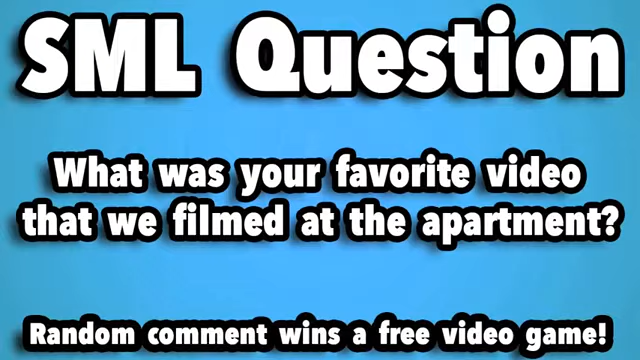 SML Question
What was your favorite video
that we filmed at the apartment?
Random comment wins a free video game!